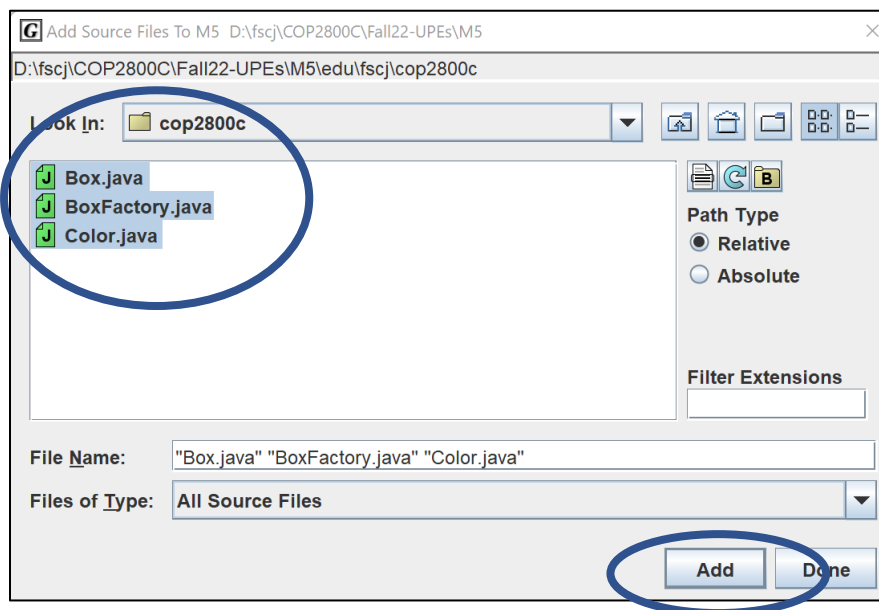 G Add Source Files To M5 D:\fscj\COP2800C\Fall22-UPEs\M5
D:\fscj\COP2800C\Fall22-UPEs\M5\edu\fscj\cop2800c
Look In: cop2800c
J Box.java
J BoxFactory.java
J Color.java
B
Path Type
Relative
Absolute
Filter Extensions
File Name: "Box.java" "BoxFactory.java" "Color.java"
Files of Type: All Source Files
Add Done